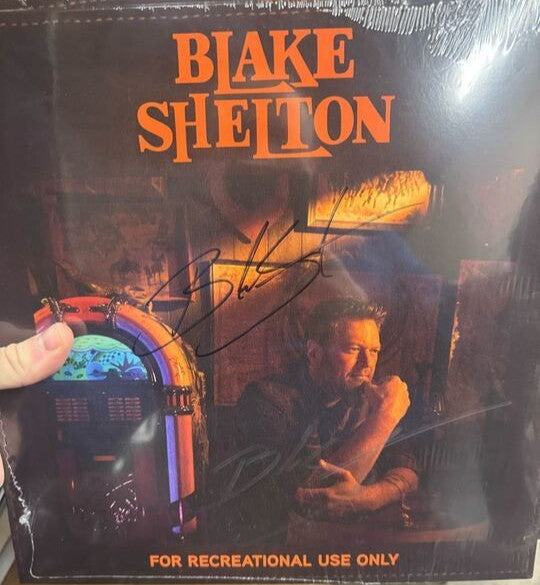 BLAKE
SHELTON
FOR RECREATIONAL USE ONLY